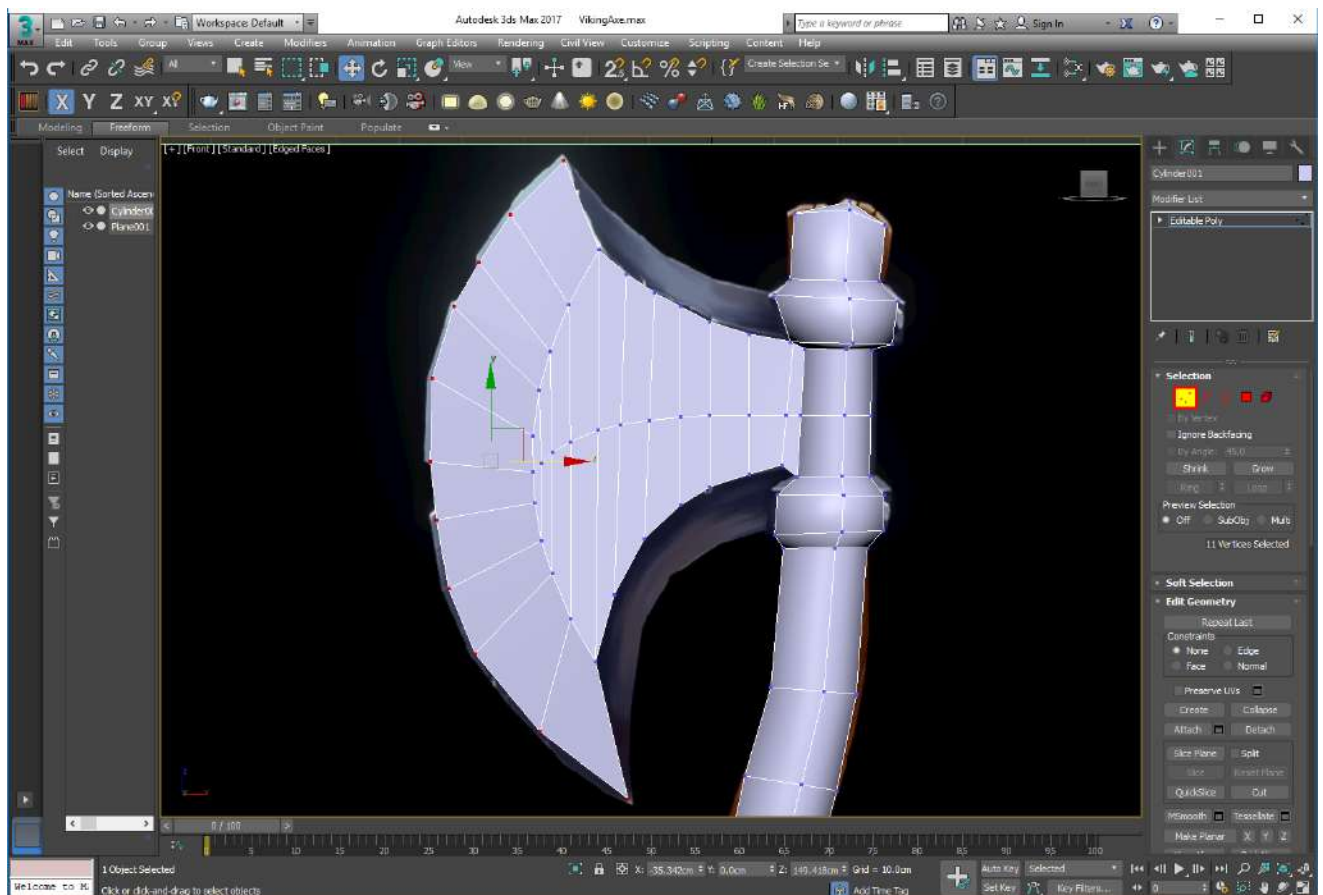 3 MAX Workspace: Default Autodesk 3ds Max 2017 VikingAxe.max Type a keyword or phrase Sign In
Edit Tools Group Views Create Modifiers Animation Graph Editors Rendering Civil View Customize Scripting Content Help
All View Create Selection Se
X Y Z XY XY
Modeling Freeform Selection Object Paint Populate
Select Display
[+] [Front] [Standard] [Edged Faces]
Cylinder001
Name (Sorted Ascen
Modifier List
Cylinder00
Editable Poly
Plane001
Selection
By Vertex
Ignore Backfacing
By Angle: 45.0
Shrink Grow
Ring Loop
Preview Selection
Off SubObj Multi
11 Vertices Selected
Soft Selection
Edit Geometry
Repeat Last
Constraints
None Edge
Face Normal
Preserve UVs
Create Collapse
Attach Detach
Slice Plane Split
Slice Reset Plane
QuickSlice Cut
MSmooth Tessellate
Make Planar X Y Z
0 / 100
5 10 15 20 25 30 35 40 45 50 55 60 65 70 75 80 85 90 95 100
1 Object Selected X: -35.342cm Y: 0.0cm Z: 149.418cm Grid = 10.0cm Auto Key Selected
Welcome to M Click or click-and-drag to select objects Add Time Tag Set Key Key Filters... 0